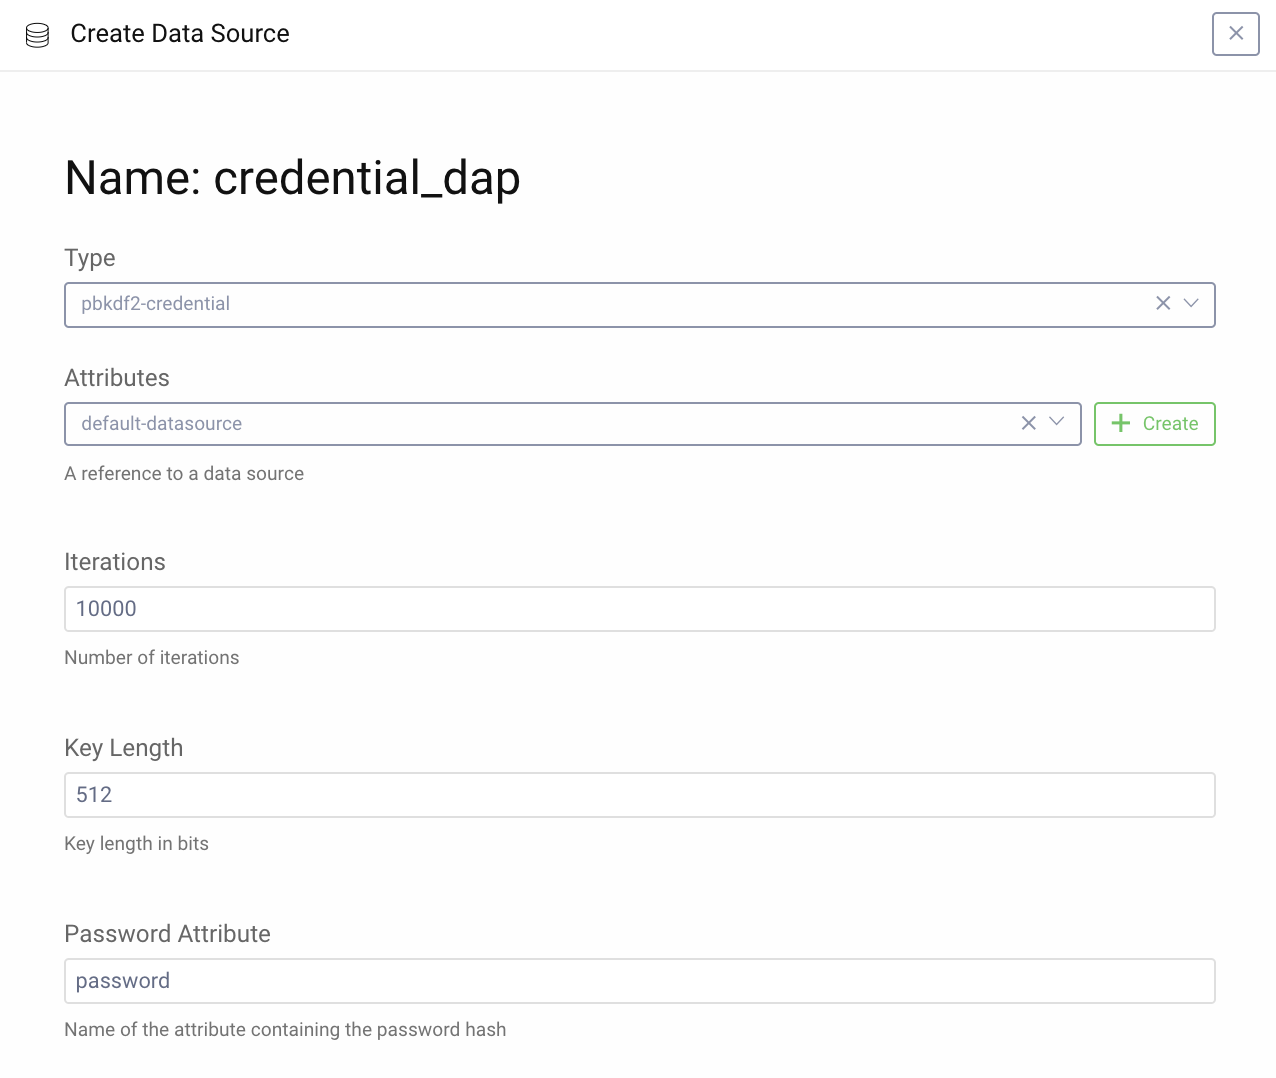 Create Data Source
Name: credential_dap
Type
pbkdf2-credential
Attributes
default-datasource
Create
A reference to a data source
Iterations
10000
Number of iterations
Key Length
512
Key length in bits
Password Attribute
password
Name of the attribute containing the password hash